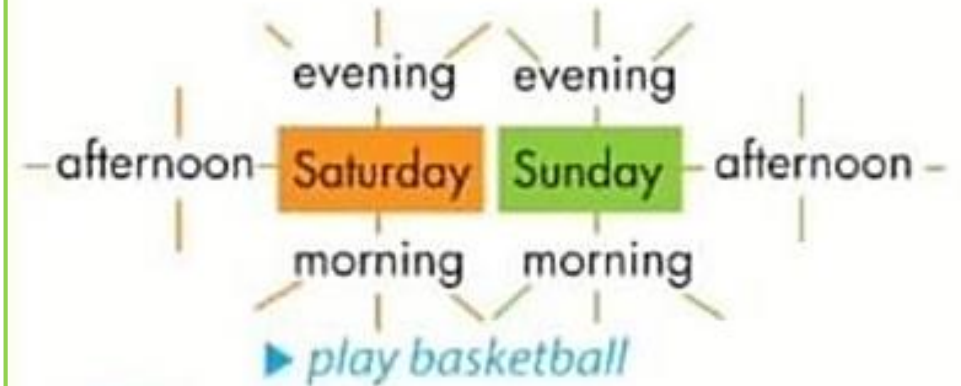 evening evening
afternoon Saturday Sunday afternoon
morning morning
▶ play basketball